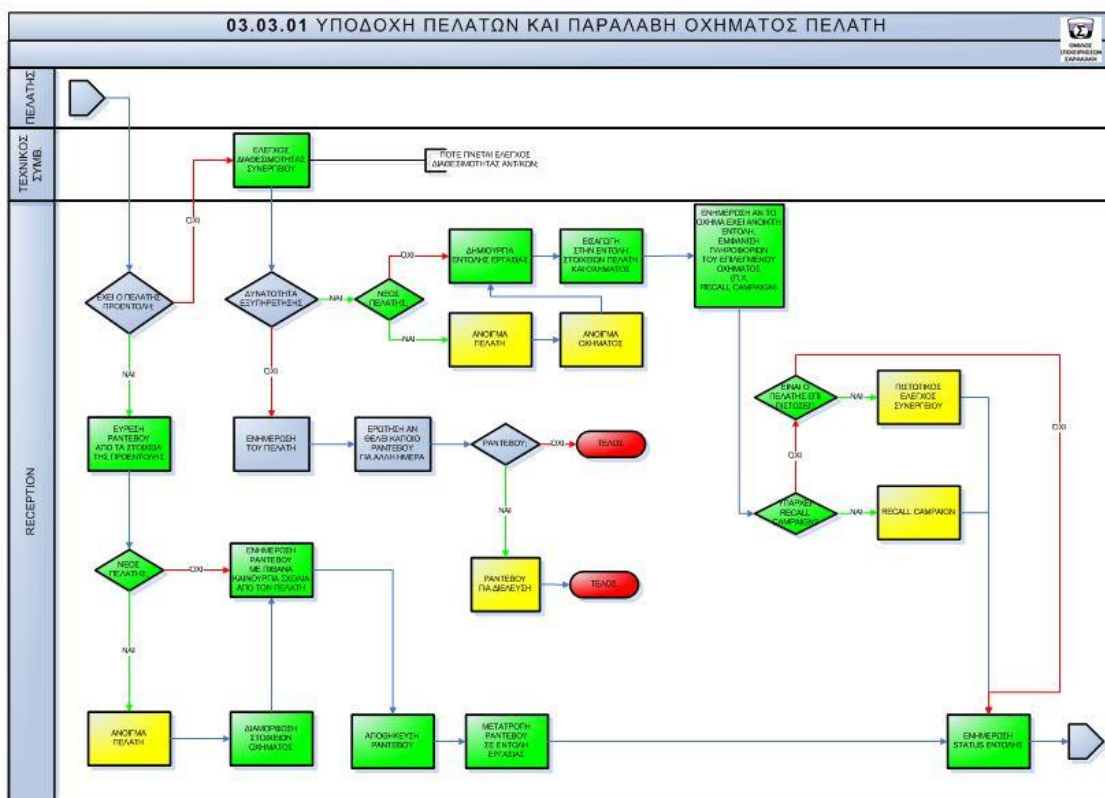 03.03.01 ΥΠΟΔΟΧΗ ΠΕΛΑΤΩΝ ΚΑΙ ΠΑΡΑΛΑΒΗ ΟΧΗΜΑΤΟΣ ΠΕΛΑΤΗ
ΟΜΙΛΟΣ
ΕΠΙΧΕΙΡΗΣΕΩΝ
ΣΑΡΑΚΑΚΗ
ΠΕΛΑΤΗΣ
ΤΕΧΝΙΚΟΣ
ΣΥΜΒ.
ΕΛΕΓΧΟΣ
ΔΙΑΘΕΣΙΜΟΤΗΤΑΣ
ΣΥΝΕΡΓΕΙΟΥ
ΠΟΤΕ ΓΙΝΕΤΑΙ ΕΛΕΓΧΟΣ
ΔΙΑΘΕΣΙΜΟΤΗΤΑΣ ΑΝΤ/ΚΩΝ;
RECEPTION
ΟΧΙ
ΕΧΕΙ Ο ΠΕΛΑΤΗΣ
ΠΡΟΕΝΤΟΛΗ;
ΔΥΝΑΤΟΤΗΤΑ
ΕΞΥΠΗΡΕΤΗΣΗΣ
ΝΑΙ
ΝΕΟΣ
ΠΕΛΑΤΗΣ;
ΟΧΙ
ΔΗΜΙΟΥΡΓΙΑ
ΕΝΤΟΛΗΣ ΕΡΓΑΣΙΑΣ
ΕΙΣΑΓΩΓΗ
ΣΤΗΝ ΕΝΤΟΛΗ
ΣΤΟΙΧΕΙΩΝ ΠΕΛΑΤΗ
ΚΑΙ ΟΧΗΜΑΤΟΣ
ΕΝΗΜΕΡΩΣΗ ΑΝ ΤΟ
ΟΧΗΜΑ ΕΧΕΙ ΑΝΟΙΚΤΗ
ΕΝΤΟΛΗ,
ΕΜΦΑΝΙΣΗ
ΠΛΗΡΟΦΟΡΙΩΝ
ΤΟΥ ΕΠΙΛΕΓΜΕΝΟΥ
ΟΧΗΜΑΤΟΣ
(Π.Χ.
RECALL CAMPAIGN)
ΝΑΙ
ΑΝΟΙΓΜΑ
ΠΕΛΑΤΗ
ΑΝΟΙΓΜΑ
ΟΧΗΜΑΤΟΣ
ΝΑΙ
ΟΧΙ
ΕΙΝΑΙ Ο
ΠΕΛΑΤΗΣ ΕΠΙ
ΠΙΣΤΩΣΕΙ;
ΝΑΙ
ΠΙΣΤΩΤΙΚΟΣ
ΕΛΕΓΧΟΣ
ΣΥΝΕΡΓΕΙΟΥ
ΟΧΙ
ΕΥΡΕΣΗ
ΡΑΝΤΕΒΟΥ
ΑΠΟ ΤΑ ΣΤΟΙΧΕΙΑ
ΤΗΣ ΠΡΟΕΝΤΟΛΗΣ
ΕΝΗΜΕΡΩΣΗ
ΤΟΥ ΠΕΛΑΤΗ
ΕΡΩΤΗΣΗ ΑΝ
ΘΕΛΕΙ ΚΑΠΟΙΟ
ΡΑΝΤΕΒΟΥ
ΓΙΑ ΑΛΛΗ ΗΜΕΡΑ
ΡΑΝΤΕΒΟΥ;
ΟΧΙ
ΤΕΛΟΣ
ΟΧΙ
ΥΠΑΡΧΕΙ
RECALL
CAMPAIGN?
ΝΑΙ
RECALL CAMPAIGN
ΝΑΙ
ΝΕΟΣ
ΠΕΛΑΤΗΣ;
ΟΧΙ
ΕΝΗΜΕΡΩΣΗ
ΡΑΝΤΕΒΟΥ
ΜΕ ΠΙΘΑΝΑ
ΚΑΙΝΟΥΡΓΙΑ ΣΧΟΛΙΑ
ΑΠΟ ΤΟΝ ΠΕΛΑΤΗ
ΡΑΝΤΕΒΟΥ
ΓΙΑ ΔΙΕΛΕΥΣΗ
ΤΕΛΟΣ
ΝΑΙ
ΑΝΟΙΓΜΑ
ΠΕΛΑΤΗ
ΔΙΑΜΟΡΦΩΣΗ
ΣΤΟΙΧΕΙΩΝ
ΟΧΗΜΑΤΟΣ
ΑΠΟΘΗΚΕΥΣΗ
ΡΑΝΤΕΒΟΥ
ΜΕΤΑΤΡΟΠΗ
ΡΑΝΤΕΒΟΥ
ΣΕ ΕΝΤΟΛΗ
ΕΡΓΑΣΙΑΣ
ΕΝΗΜΕΡΩΣΗ
STATUS ΕΝΤΟΛΗΣ